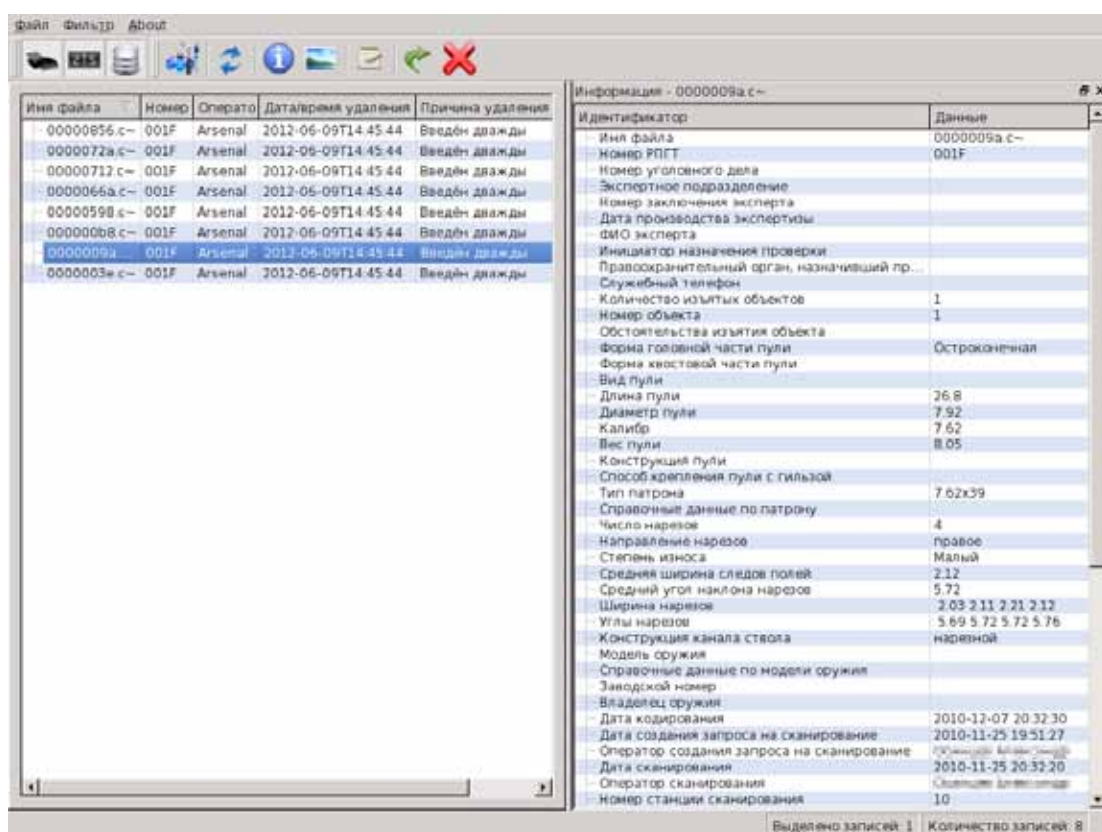 Файл Фильтр About
Имя файла Номер Операто Дата/время удаления Причина удаления
00000856.c~ 001F Arsenal 2012-06-09T14:45:44 Введён дважды
0000072a.c~ 001F Arsenal 2012-06-09T14:45:44 Введён дважды
00000712.c~ 001F Arsenal 2012-06-09T14:45:44 Введён дважды
0000066a.c~ 001F Arsenal 2012-06-09T14:45:44 Введён дважды
00000598.c~ 001F Arsenal 2012-06-09T14:45:44 Введён дважды
000000b8.c~ 001F Arsenal 2012-06-09T14:45:44 Введён дважды
0000009a... 001F Arsenal 2012-06-09T14:45:44 Введён дважды
0000003e.c~ 001F Arsenal 2012-06-09T14:45:44 Введён дважды
Информация - 0000009a.c~
Идентификатор Данные
Имя файла 0000009a.c~
Номер РПГТ 001F
Номер уголовного дела
Экспертное подразделение
Номер заключения эксперта
Дата производства экспертизы
ФИО эксперта
Инициатор назначения проверки
Правоохранительный орган, назначивший пр...
Служебный телефон
Количество изъятых объектов 1
Номер объекта 1
Обстоятельства изъятия объекта
Форма головной части пули Остроконечная
Форма хвостовой части пули
Вид пули
Длина пули 26.8
Диаметр пули 7.92
Калибр 7.62
Вес пули 8.05
Конструкция пули
Способ крепления пули с гильзой
Тип патрона 7.62x39
Справочные данные по патрону
Число нарезов 4
Направление нарезов правое
Степень износа Малый
Средняя ширина следов полей 2.12
Средний угол наклона нарезов 5.72
Ширина нарезов 2.03 2.11 2.21 2.12
Углы нарезов 5.69 5.72 5.72 5.76
Конструкция канала ствола нарезной
Модель оружия
Справочные данные по модели оружия
Заводской номер
Владелец оружия
Дата кодирования 2010-12-07 20:32:30
Дата создания запроса на сканирование 2010-11-25 19:51:27
Оператор создания запроса на сканирование
Дата сканирования 2010-11-25 20:32:20
Оператор сканирования
Номер станции сканирования 10
Выделено записей: 1 Количество записей: 8